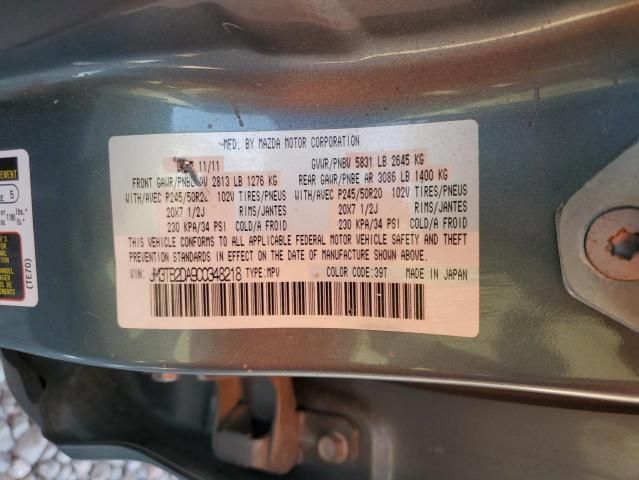 MFD. BY MAZDA MOTOR CORPORATION
11/11 GVWR/PNBV 5831 LB 2645 KG
FRONT GAWR/PNBE AV 2813 LB 1276 KG REAR GAWR/PNBE AR 3086 LB 1400 KG
WITH/AVEC P245/50R20 102V TIRES/PNEUS WITH/AVEC P245/50R20 102V TIRES/PNEUS
20X7 1/2J RIMS/JANTES 20X7 1/2J RIMS/JANTES
230 KPA/34 PSI COLD/A FROID 230 KPA/34 PSI COLD/A FROID
THIS VEHICLE CONFORMS TO ALL APPLICABLE FEDERAL MOTOR VEHICLE SAFETY AND THEFT
PREVENTION STANDARDS IN EFFECT ON THE DATE OF MANUFACTURE SHOWN ABOVE.
VIN: JM3TB2DA9C0348218 TYPE:MPV COLOR CODE:39T MADE IN JAPAN
5
lbs.
(TE70)